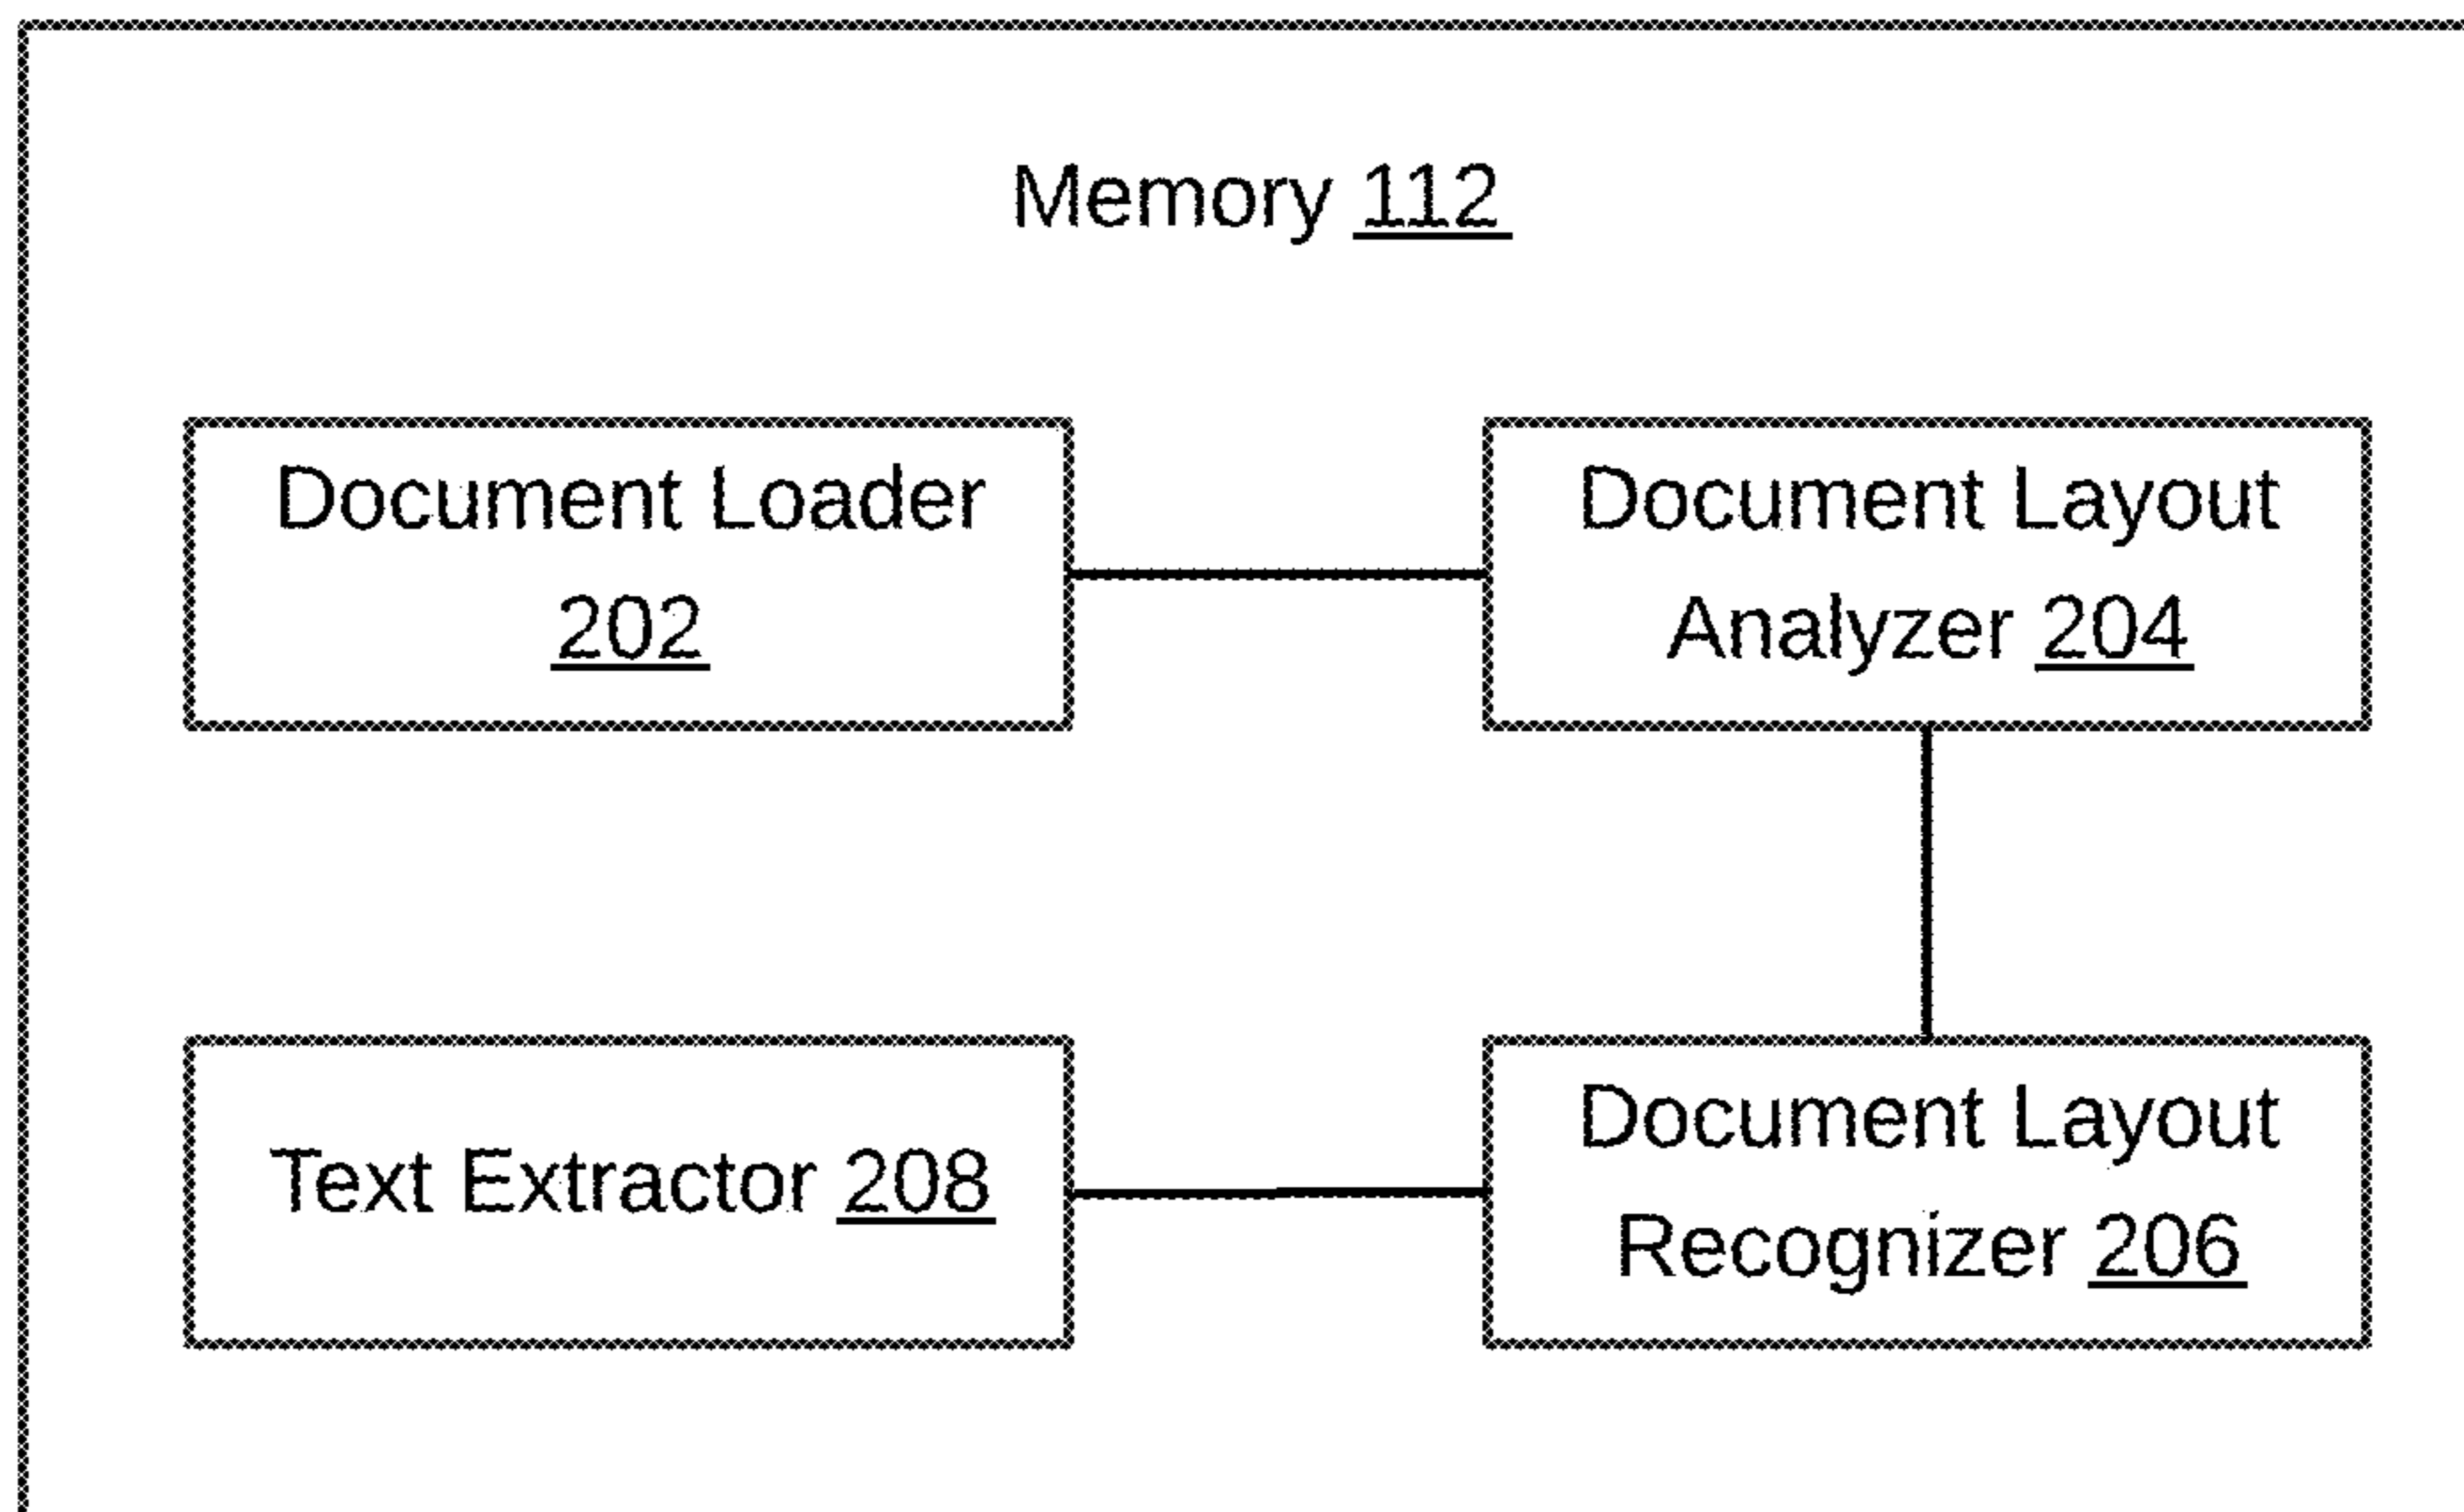 Memory 112
Document Loader
202
Document Layout
Analyzer 204
Text Extractor 208
Document Layout
Recognizer 206